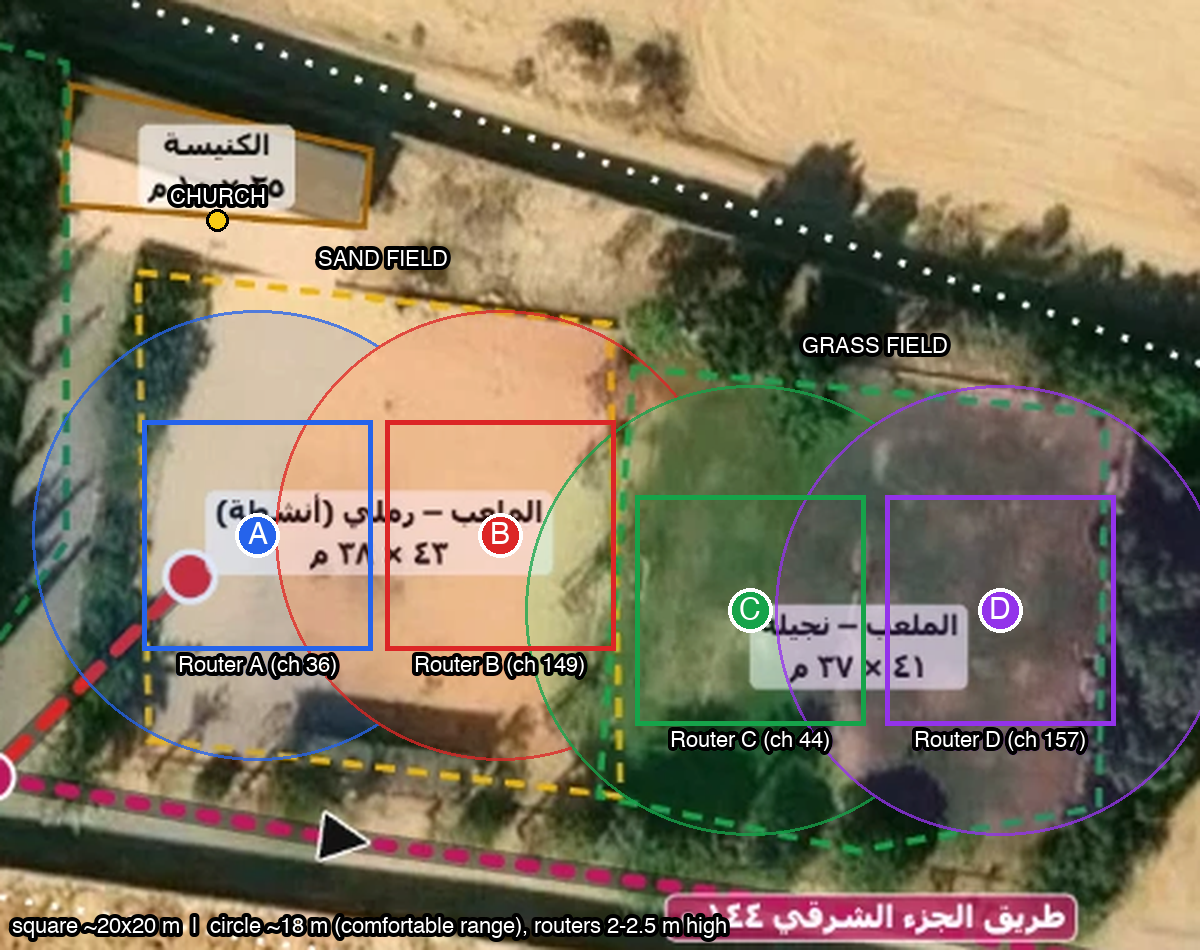 الكنيسة
٣٥ × ١٠ م
CHURCH
SAND FIELD
GRASS FIELD
الملعب – رملي (أنشطة)
٤٣ × ٣٨ م
A
B
C
D
الملعب – نجيلة
٤١ × ٣٧ م
Router A (ch 36)
Router B (ch 149)
Router C (ch 44)
Router D (ch 157)
طريق الجزء الشرقي
square ~20x20 m | circle ~18 m (comfortable range), routers 2-2.5 m high